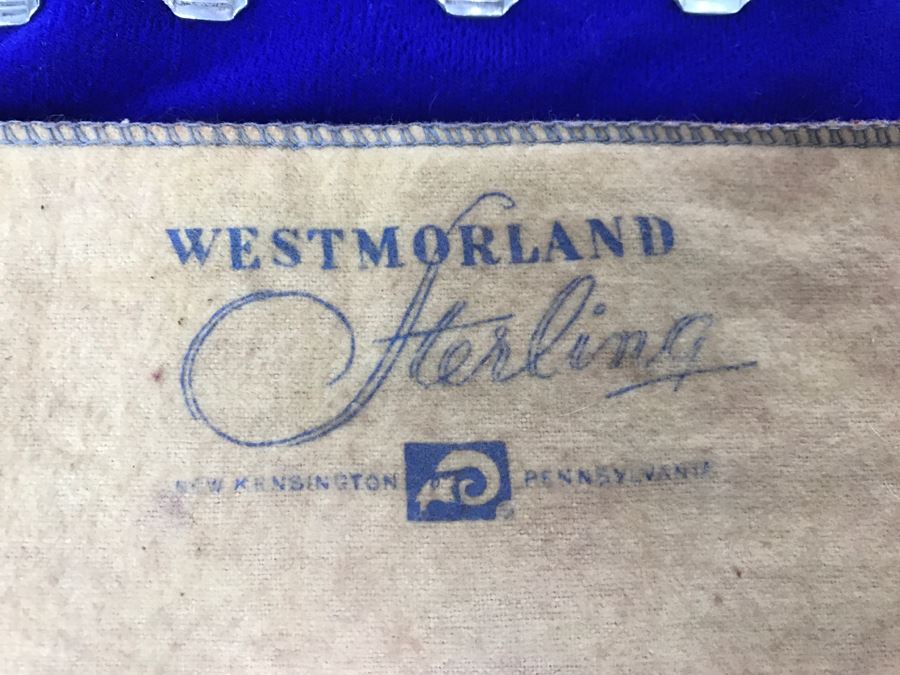 WESTMORLAND
Sterling
NEW KENSINGTON PENNSYLVANIA
®